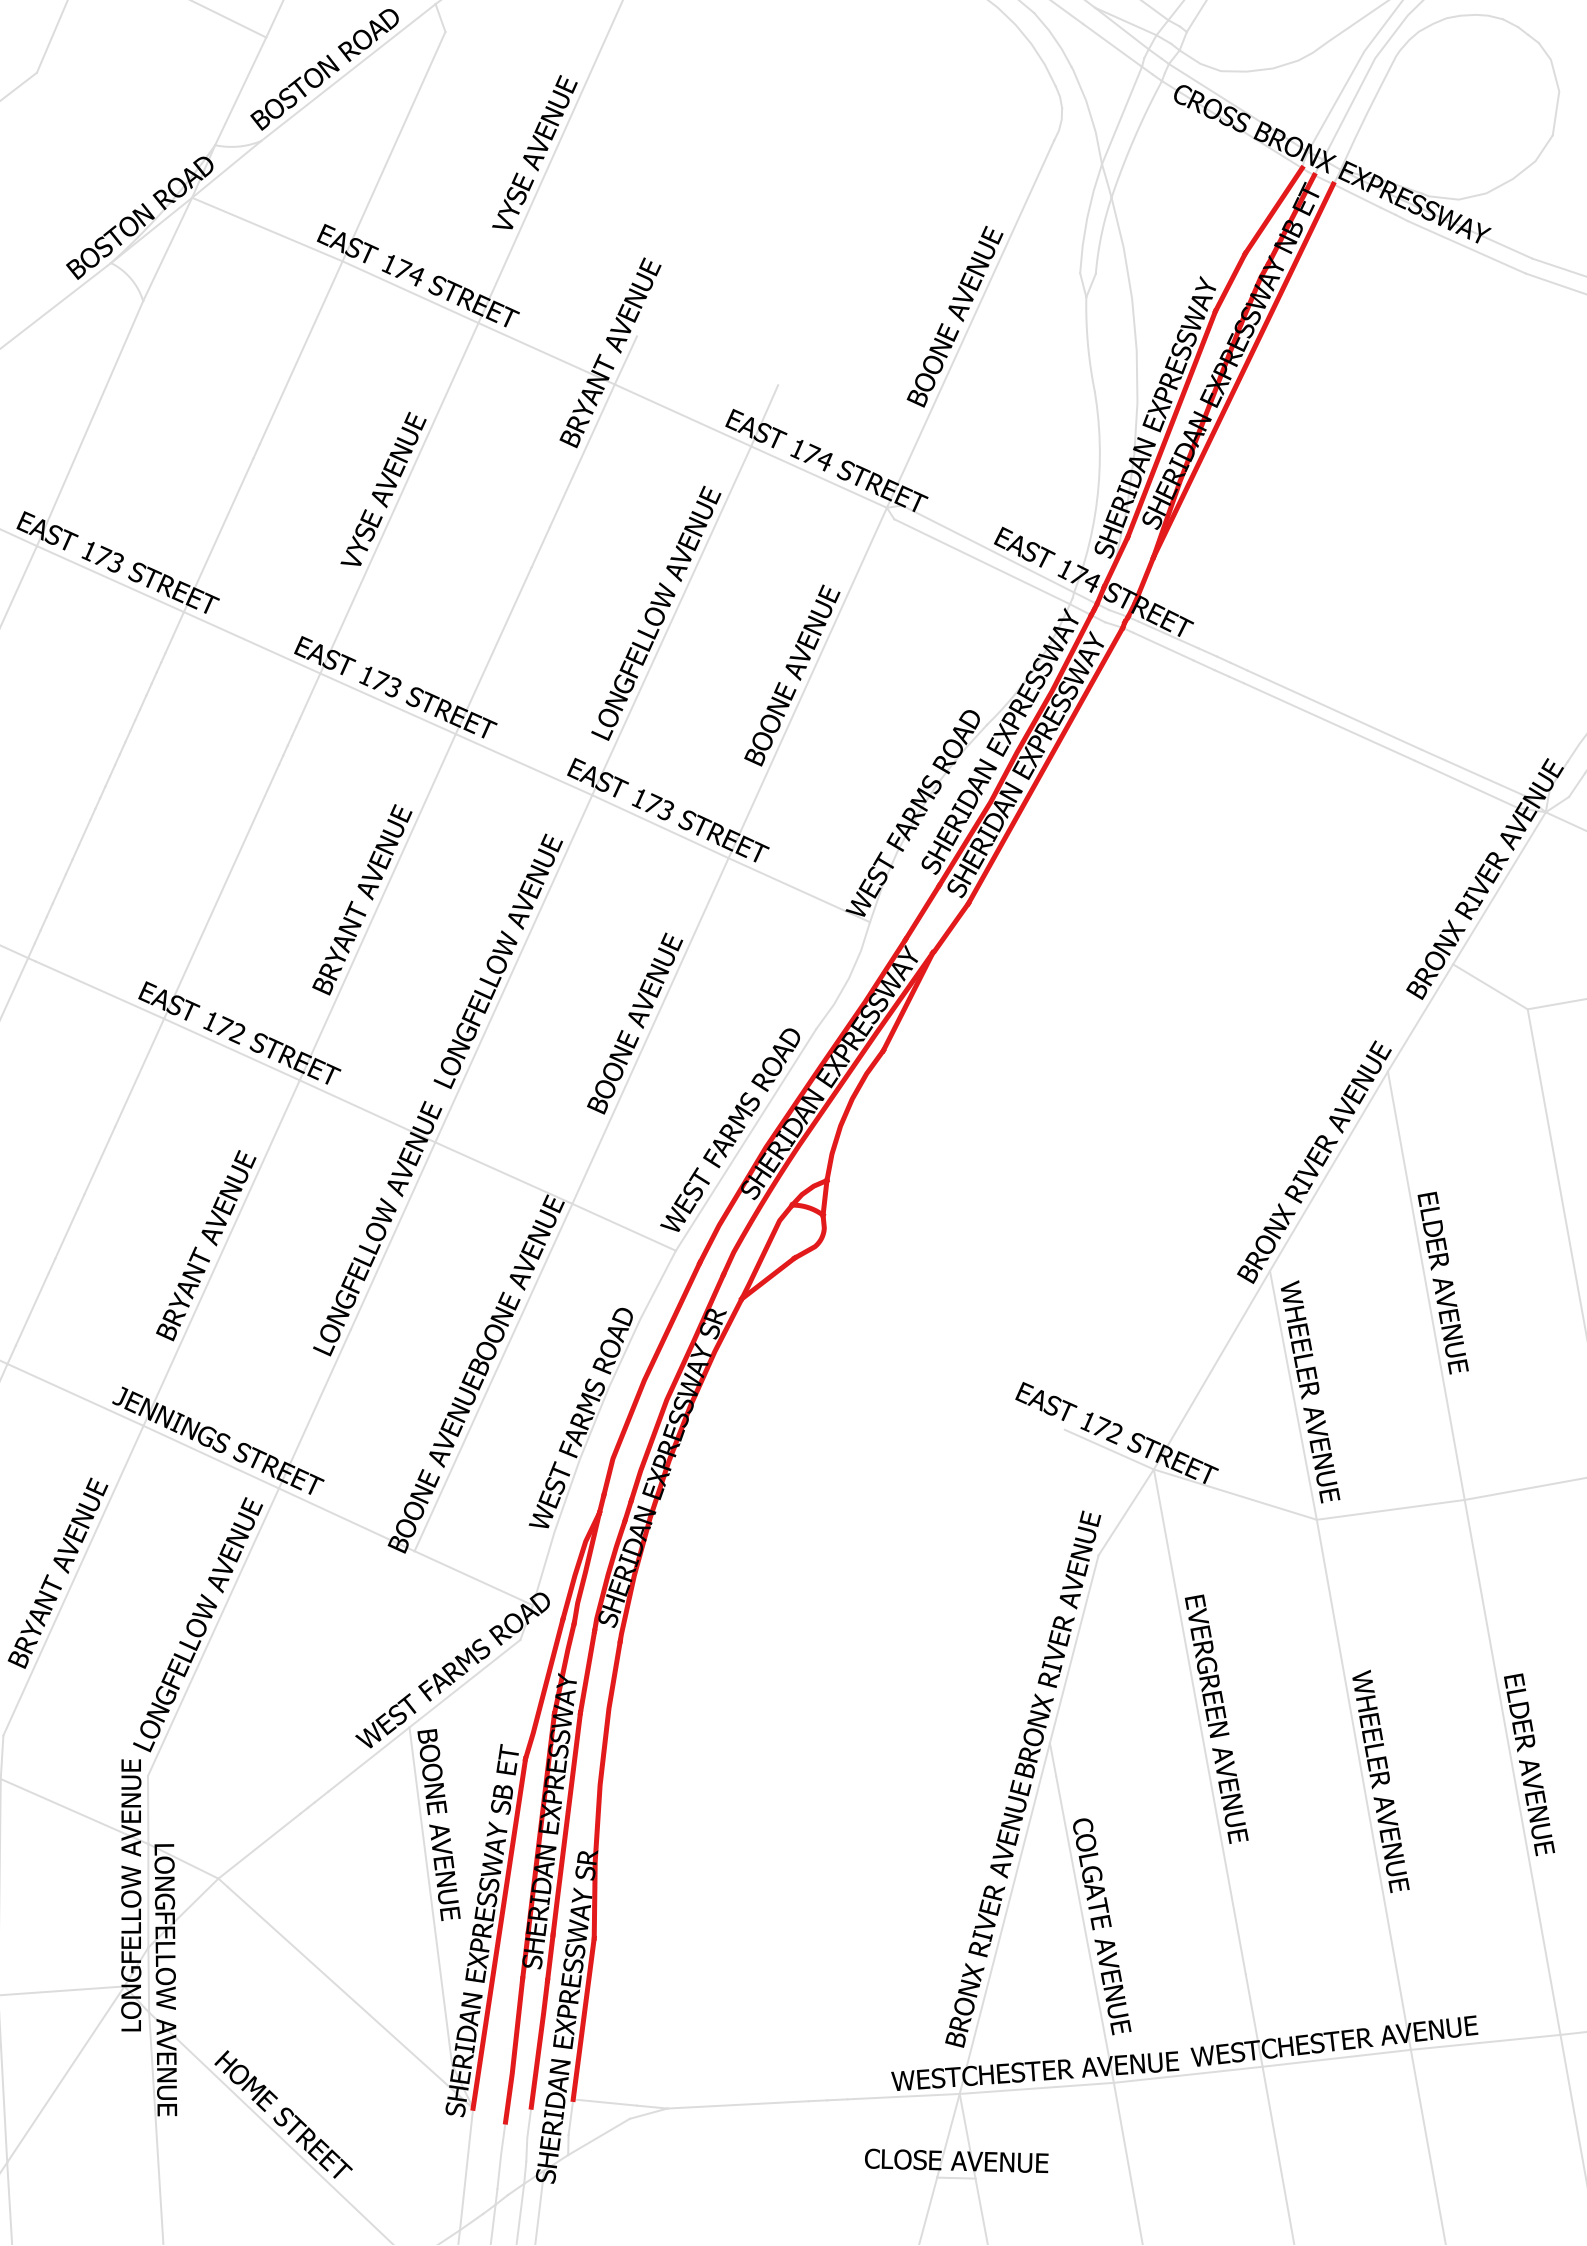 BOSTON ROAD
BOSTON ROAD
VYSE AVENUE
CROSS BRONX EXPRESSWAY
EAST 174 STREET
BRYANT AVENUE
BOONE AVENUE
SHERIDAN EXPRESSWAY
SHERIDAN EXPRESSWAY NB ET
VYSE AVENUE
EAST 174 STREET
EAST 173 STREET
LONGFELLOW AVENUE
EAST 174 STREET
BOONE AVENUE
EAST 173 STREET
SHERIDAN EXPRESSWAY
SHERIDAN EXPRESSWAY
WEST FARMS ROAD
EAST 173 STREET
BRONX RIVER AVENUE
BRYANT AVENUE
LONGFELLOW AVENUE
BOONE AVENUE
SHERIDAN EXPRESSWAY
EAST 172 STREET
WEST FARMS ROAD
BRONX RIVER AVENUE
LONGFELLOW AVENUE
BRYANT AVENUE
BOONE AVENUE
BOONE AVENUE
ELDER AVENUE
WHEELER AVENUE
WEST FARMS ROAD
SHERIDAN EXPRESSWAY SR
JENNINGS STREET
EAST 172 STREET
BRYANT AVENUE
LONGFELLOW AVENUE
BRONX RIVER AVENUE
BRONX RIVER AVENUE
WEST FARMS ROAD
EVERGREEN AVENUE
WHEELER AVENUE
ELDER AVENUE
SHERIDAN EXPRESSWAY
SHERIDAN EXPRESSWAY SB ET
BOONE AVENUE
LONGFELLOW AVENUE
LONGFELLOW AVENUE
COLGATE AVENUE
SHERIDAN EXPRESSWAY SR
WESTCHESTER AVENUE
WESTCHESTER AVENUE
HOME STREET
CLOSE AVENUE